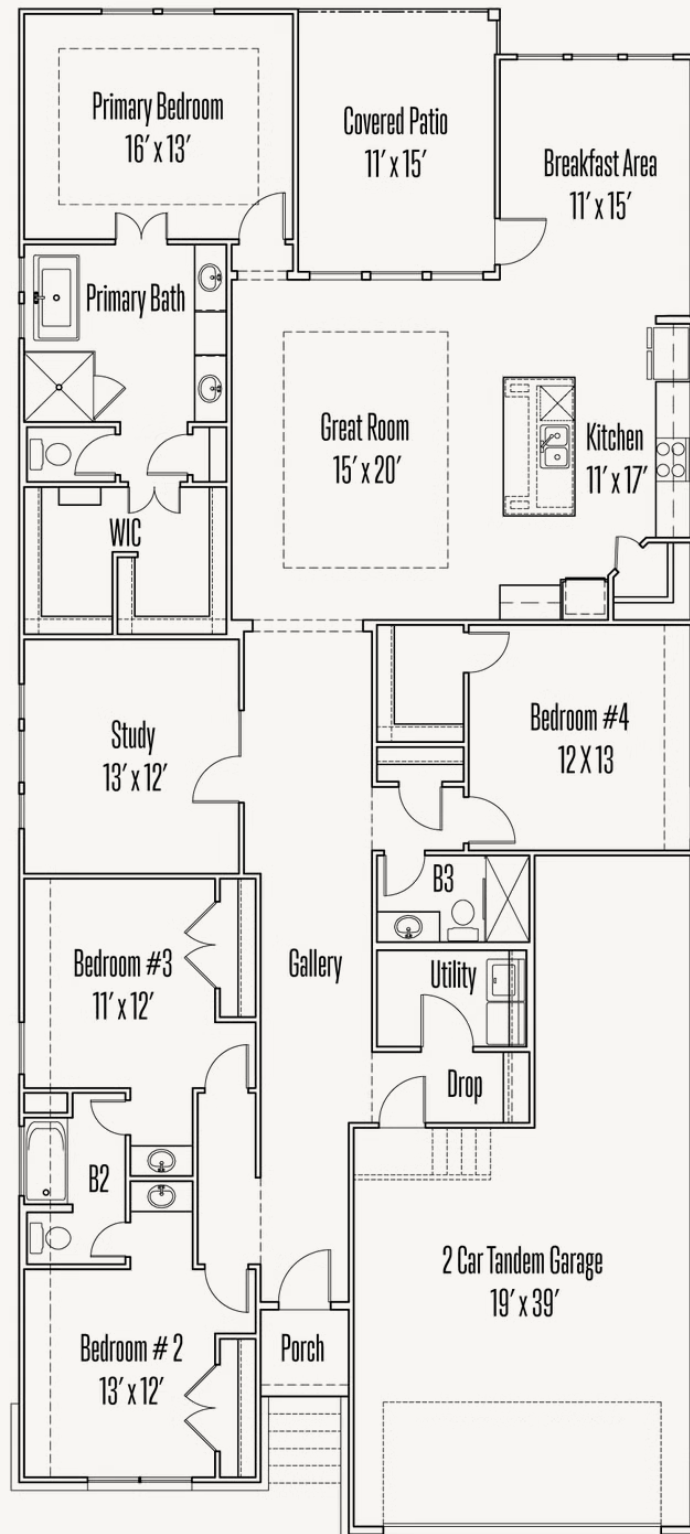 Primary Bedroom
16' x 13'
Covered Patio
11' x 15'
Breakfast Area
11' x 15'
Primary Bath
Great Room
15' x 20'
Kitchen
11' x 17'
WIC
Study
13' x 12'
Bedroom #4
12 X 13
B3
Bedroom #3
11' x 12'
Gallery
Utility
Drop
B2
2 Car Tandem Garage
19' x 39'
Bedroom # 2
13' x 12'
Porch